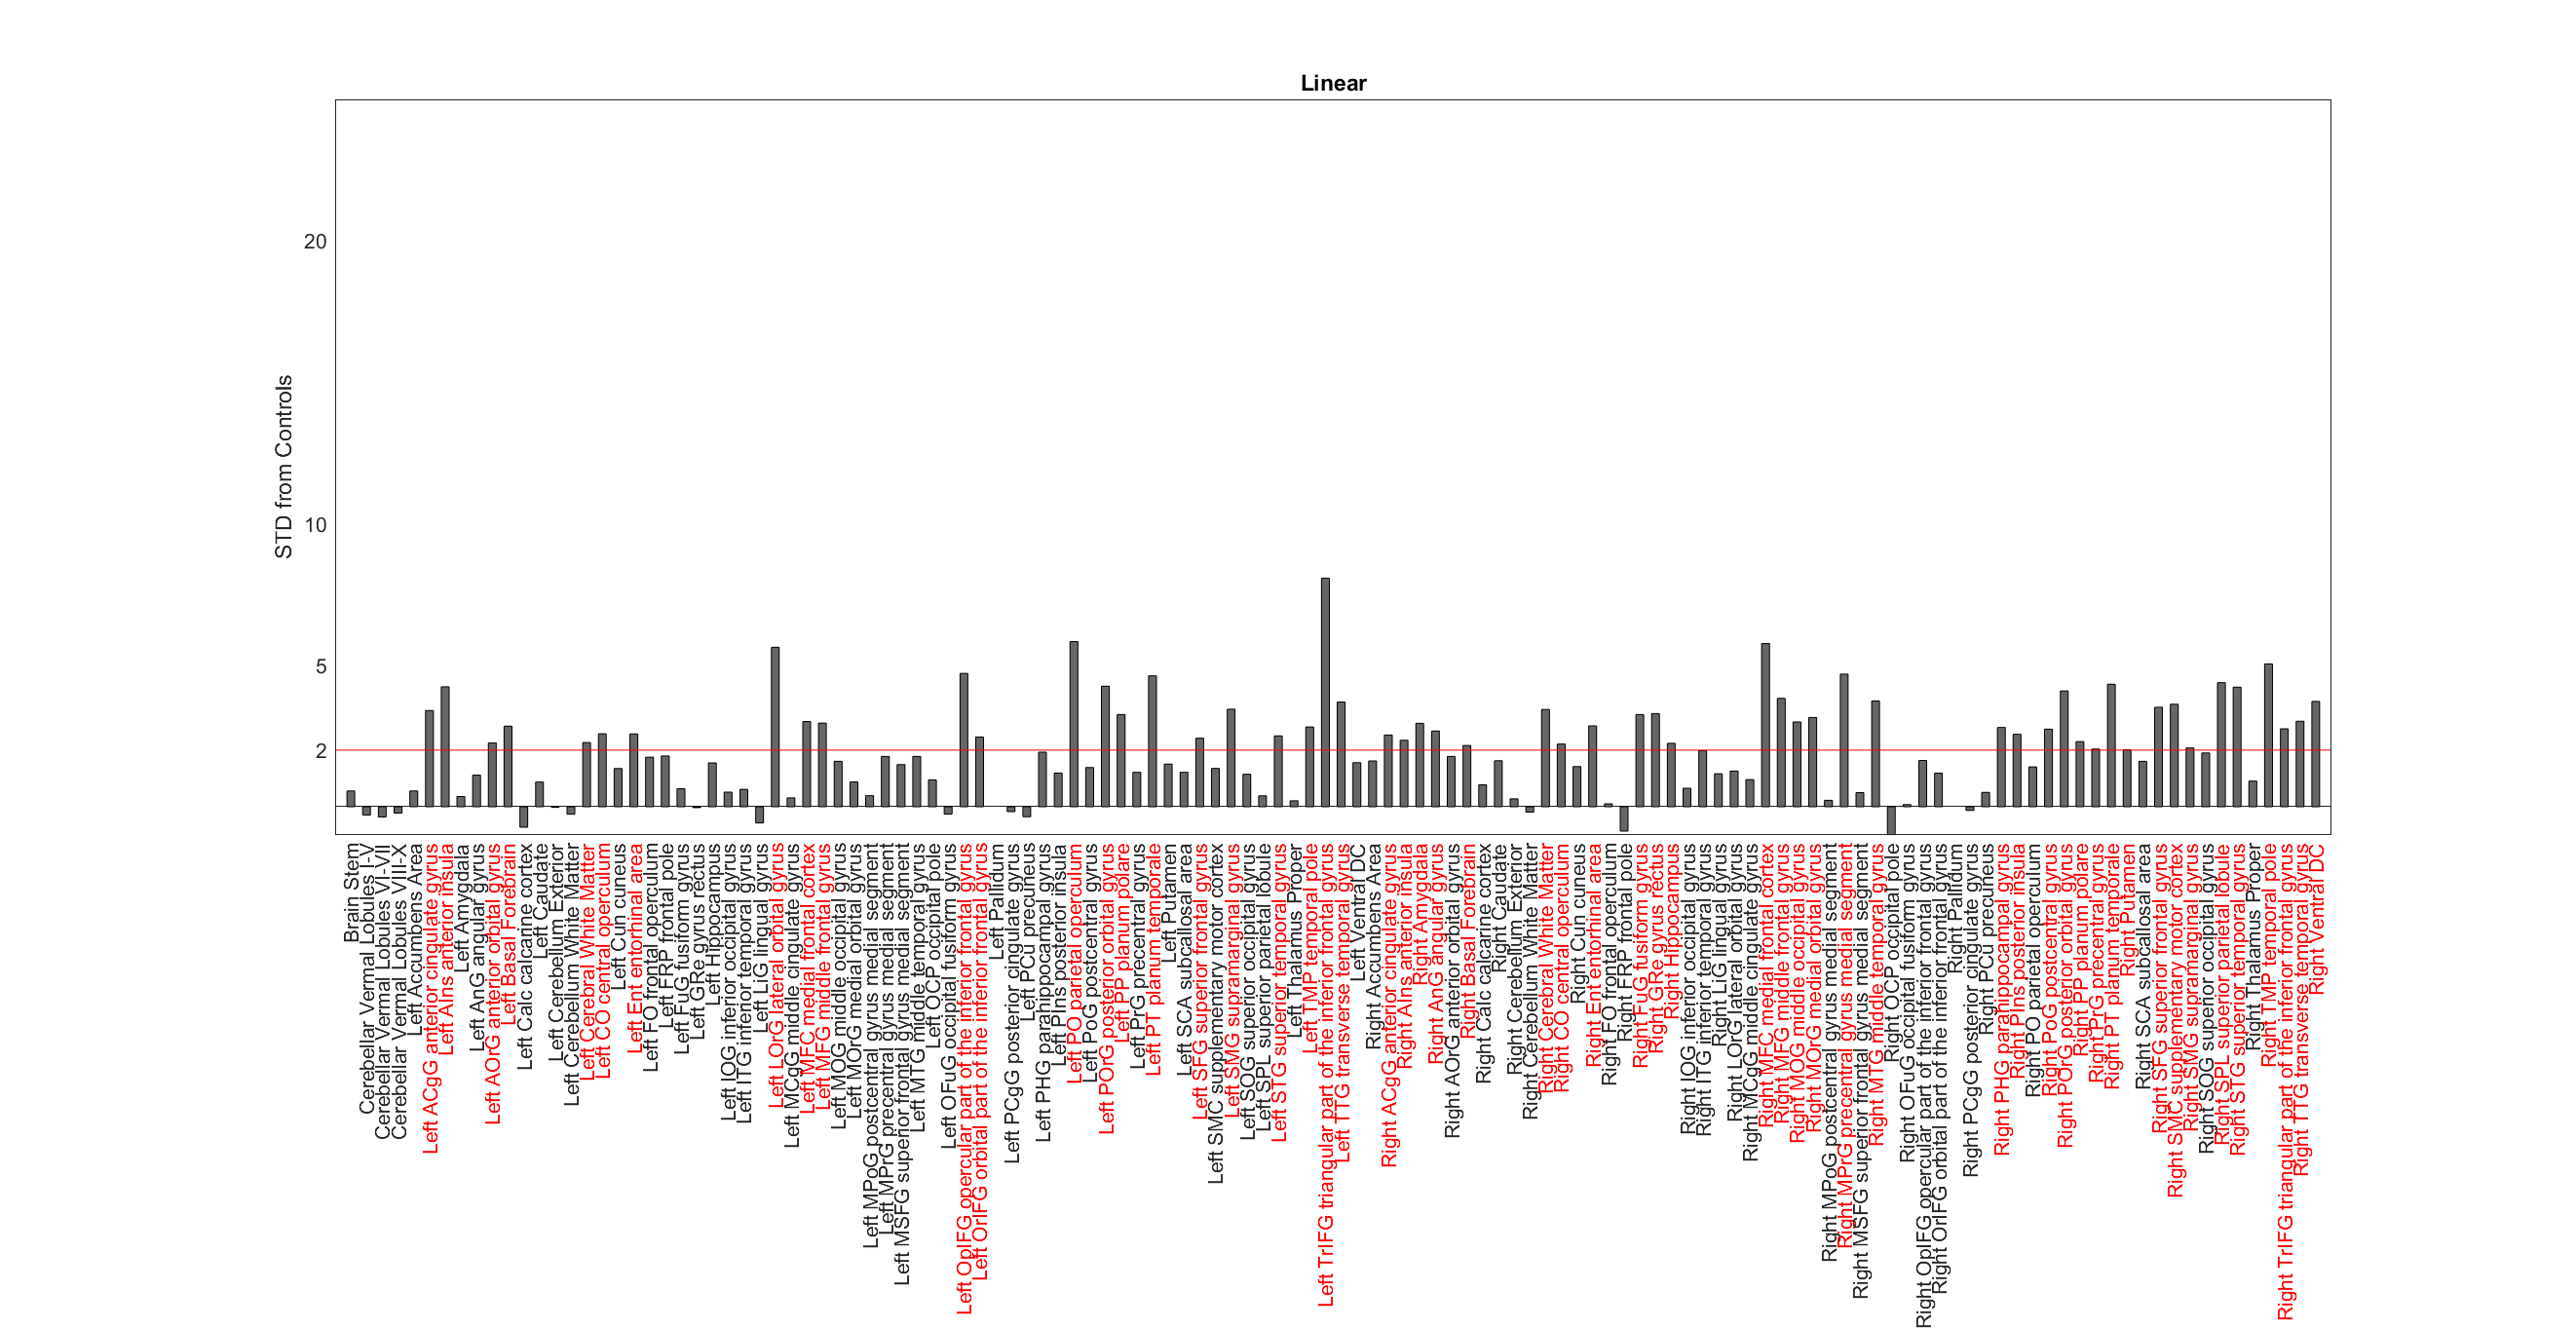 Linear
STD from Controls
20
10
5
2
Brain Stem
Cerebellar Vermal Lobules I-V
Cerebellar Vermal Lobules VI-VII
Cerebellar Vermal Lobules VIII-X
Left Accumbens Area
Left ACgG anterior cingulate gyrus
Left AIns anterior insula
Left Amygdala
Left AnG angular gyrus
Left AOrG anterior orbital gyrus
Left Basal Forebrain
Left Calc calcarine cortex
Left Caudate
Left Cerebellum Exterior
Left Cerebellum White Matter
Left Cerebral White Matter
Left CO central operculum
Left Cun cuneus
Left Ent entorhinal area
Left FO frontal operculum
Left FRP frontal pole
Left FuG fusiform gyrus
Left GRe gyrus rectus
Left Hippocampus
Left IOG inferior occipital gyrus
Left ITG inferior temporal gyrus
Left LiG lingual gyrus
Left LOrG lateral orbital gyrus
Left MCgG middle cingulate gyrus
Left MFC medial frontal cortex
Left MFG middle frontal gyrus
Left MOG middle occipital gyrus
Left MOrG medial orbital gyrus
Left MPoG postcentral gyrus medial segment
Left MPrG precentral gyrus medial segment
Left MSFG superior frontal gyrus medial segment
Left MTG middle temporal gyrus
Left OCP occipital pole
Left OFuG occipital fusiform gyrus
Left OpIFG opercular part of the inferior frontal gyrus
Left OrIFG orbital part of the inferior frontal gyrus
Left Pallidum
Left PCgG posterior cingulate gyrus
Left PCu precuneus
Left PHG parahippocampal gyrus
Left PIns posterior insula
Left PO parietal operculum
Left PoG postcentral gyrus
Left POrG posterior orbital gyrus
Left PP planum polare
Left PrG precentral gyrus
Left PT planum temporale
Left Putamen
Left SCA subcallosal area
Left SFG superior frontal gyrus
Left SMC supplementary motor cortex
Left SMG supramarginal gyrus
Left SOG superior occipital gyrus
Left SPL superior parietal lobule
Left STG superior temporal gyrus
Left Thalamus Proper
Left TMP temporal pole
Left TrIFG triangular part of the inferior frontal gyrus
Left TTG transverse temporal gyrus
Left Ventral DC
Right Accumbens Area
Right ACgG anterior cingulate gyrus
Right AIns anterior insula
Right Amygdala
Right AnG angular gyrus
Right AOrG anterior orbital gyrus
Right Basal Forebrain
Right Calc calcarine cortex
Right Caudate
Right Cerebellum Exterior
Right Cerebellum White Matter
Right Cerebral White Matter
Right CO central operculum
Right Cun cuneus
Right Ent entorhinal area
Right FO frontal operculum
Right FRP frontal pole
Right FuG fusiform gyrus
Right GRe gyrus rectus
Right Hippocampus
Right IOG inferior occipital gyrus
Right ITG inferior temporal gyrus
Right LiG lingual gyrus
Right LOrG lateral orbital gyrus
Right MCgG middle cingulate gyrus
Right MFC medial frontal cortex
Right MFG middle frontal gyrus
Right MOG middle occipital gyrus
Right MOrG medial orbital gyrus
Right MPoG postcentral gyrus medial segment
Right MPrG precentral gyrus medial segment
Right MSFG superior frontal gyrus medial segment
Right MTG middle temporal gyrus
Right OCP occipital pole
Right OFuG occipital fusiform gyrus
Right OpIFG opercular part of the inferior frontal gyrus
Right OrIFG orbital part of the inferior frontal gyrus
Right Pallidum
Right PCgG posterior cingulate gyrus
Right PCu precuneus
Right PHG parahippocampal gyrus
Right PIns posterior insula
Right PO parietal operculum
Right PoG postcentral gyrus
Right POrG posterior orbital gyrus
Right PP planum polare
Right PrG precentral gyrus
Right PT planum temporale
Right Putamen
Right SCA subcallosal area
Right SFG superior frontal gyrus
Right SMC supplementary motor cortex
Right SMG supramarginal gyrus
Right SOG superior occipital gyrus
Right SPL superior parietal lobule
Right STG superior temporal gyrus
Right Thalamus Proper
Right TMP temporal pole
Right TrIFG triangular part of the inferior frontal gyrus
Right TTG transverse temporal gyrus
Right Ventral DC